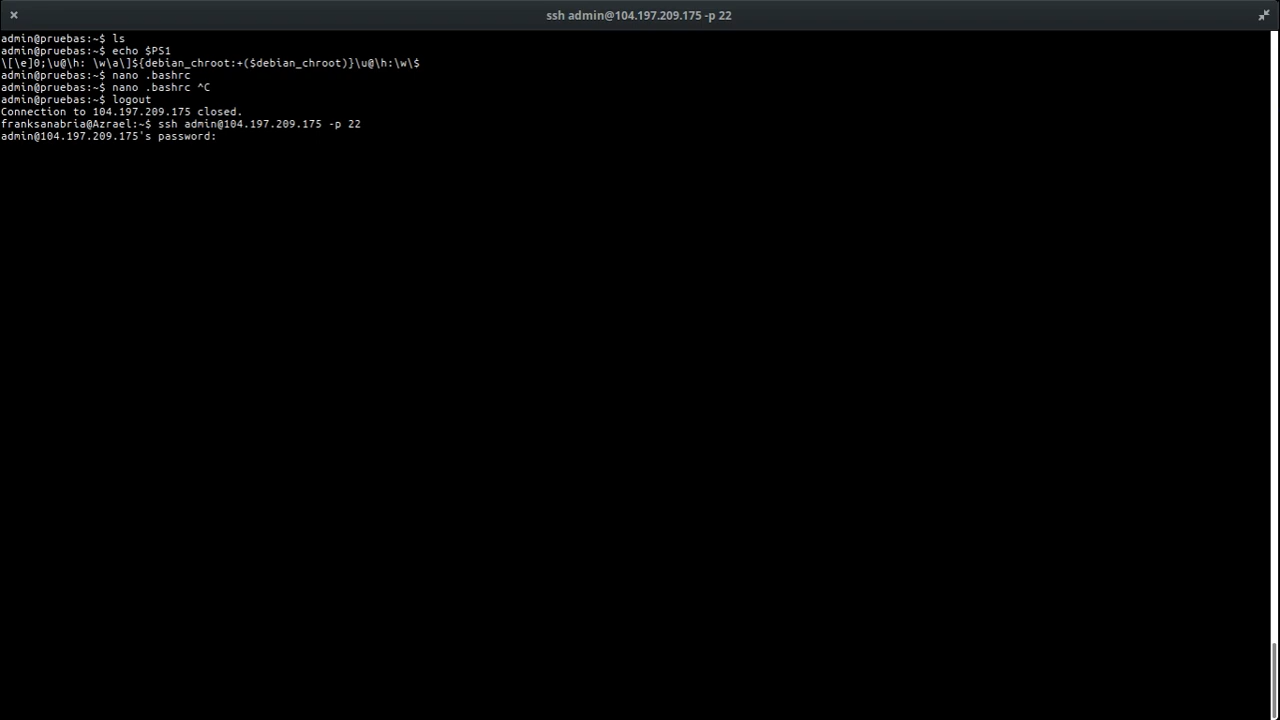 ssh admin@104.197.209.175 -p 22
admin@pruebas:~$ ls
admin@pruebas:~$ echo $PS1
\[\e]0;\u@\h: \w\a\]${debian_chroot:+($debian_chroot)}\u@\h:\w\$
admin@pruebas:~$ nano .bashrc
admin@pruebas:~$ nano .bashrc ^C
admin@pruebas:~$ logout
Connection to 104.197.209.175 closed.
franksanabria@Azrael:~$ ssh admin@104.197.209.175 -p 22
admin@104.197.209.175's password: